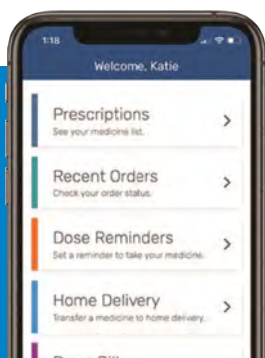 1:18
Welcome, Katie
Prescriptions
See your medicine list.
Recent Orders
Check your order status.
Dose Reminders
Set a reminder to take your medicine.
Home Delivery
Transfer a medicine to home delivery.